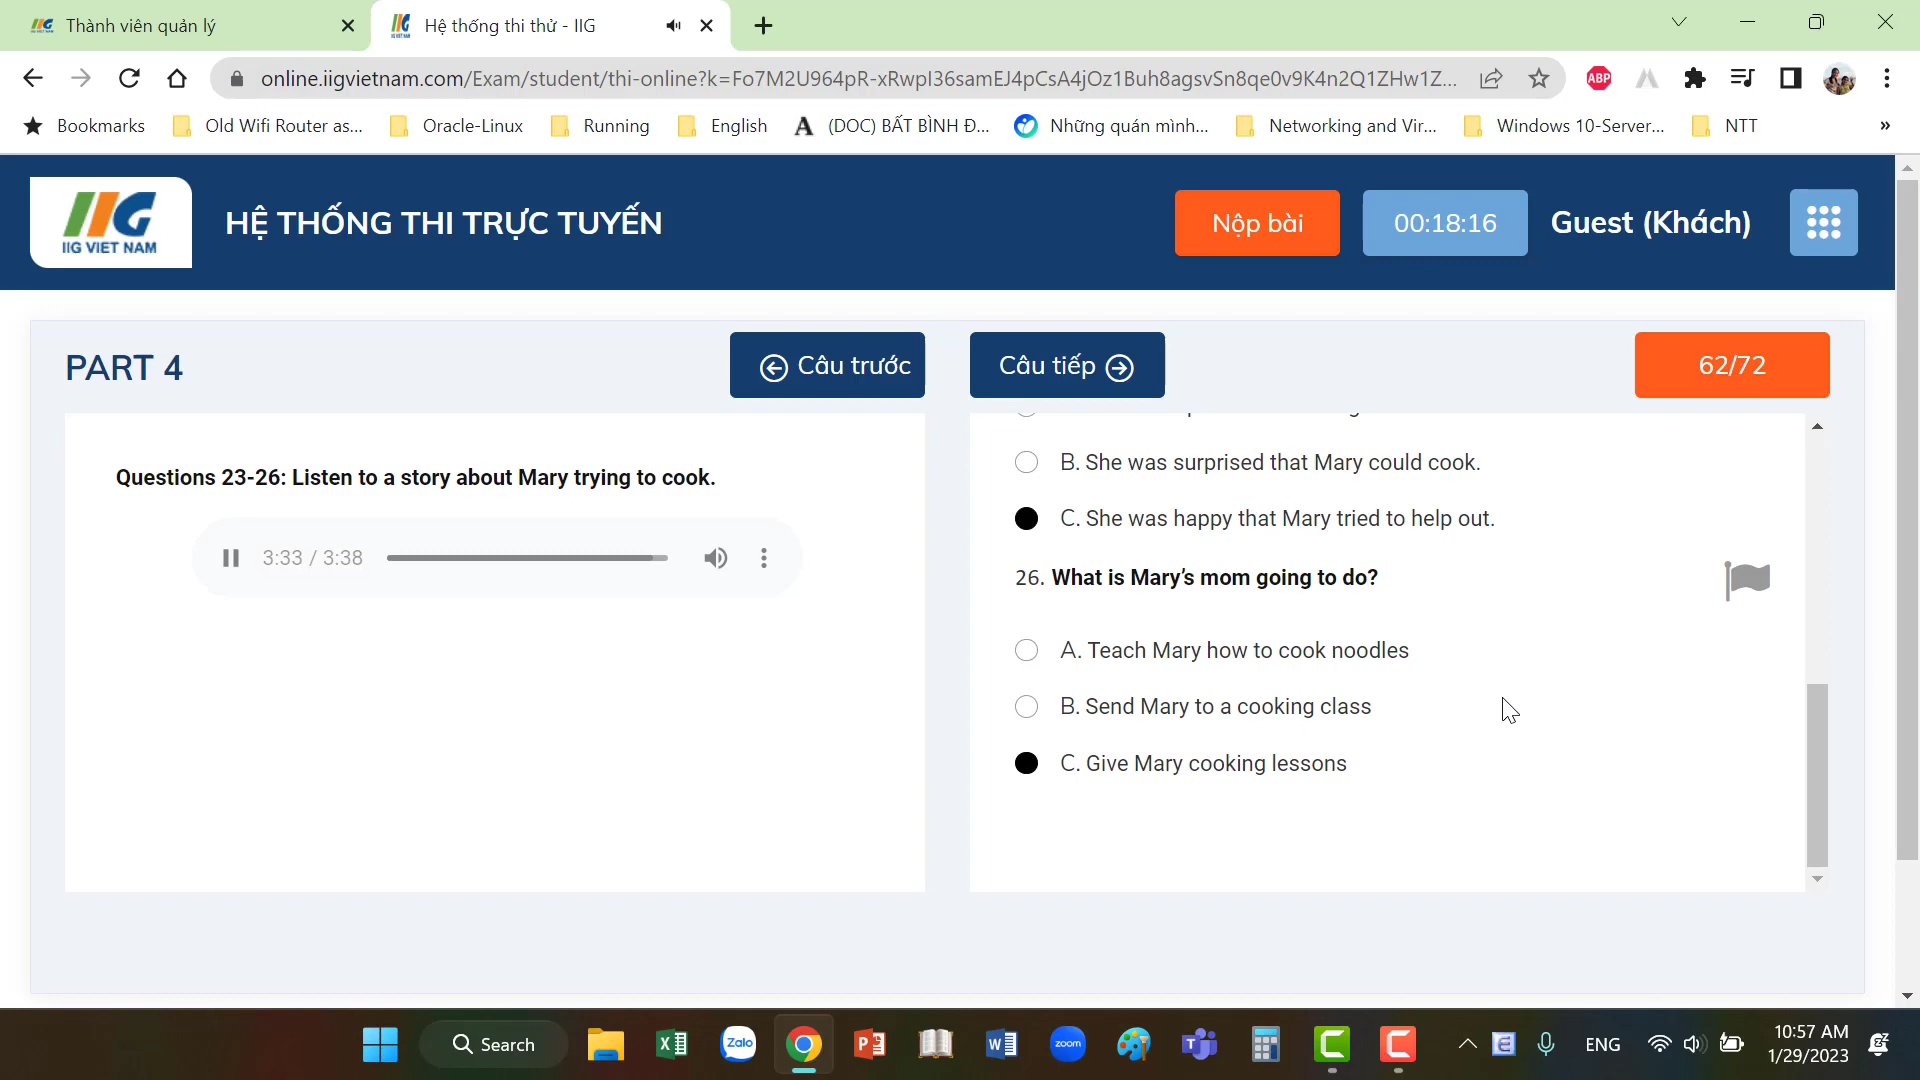 Thành viên quản lý
Hệ thống thi thử - IIG
online.iigvietnam.com/Exam/student/thi-online?k=Fo7M2U964pR-xRwpI36samEJ4pCsA4jOz1Buh8agsvSn8qe0v9K4n2Q1ZHw1Z...
ABP
Bookmarks
Old Wifi Router as...
Oracle-Linux
Running
English
(DOC) BẤT BÌNH Đ...
Những quán mình...
Networking and Vir...
Windows 10-Server...
NTT
»
IIG VIET NAM
HỆ THỐNG THI TRỰC TUYẾN
Nộp bài
00:18:16
Guest (Khách)
PART 4
Câu trước
Câu tiếp
62/72
Questions 23-26: Listen to a story about Mary trying to cook.
3:33 / 3:38
B. She was surprised that Mary could cook.
C. She was happy that Mary tried to help out.
26. What is Mary's mom going to do?
A. Teach Mary how to cook noodles
B. Send Mary to a cooking class
C. Give Mary cooking lessons
Search
Zalo
zoom
ENG
10:57 AM
1/29/2023